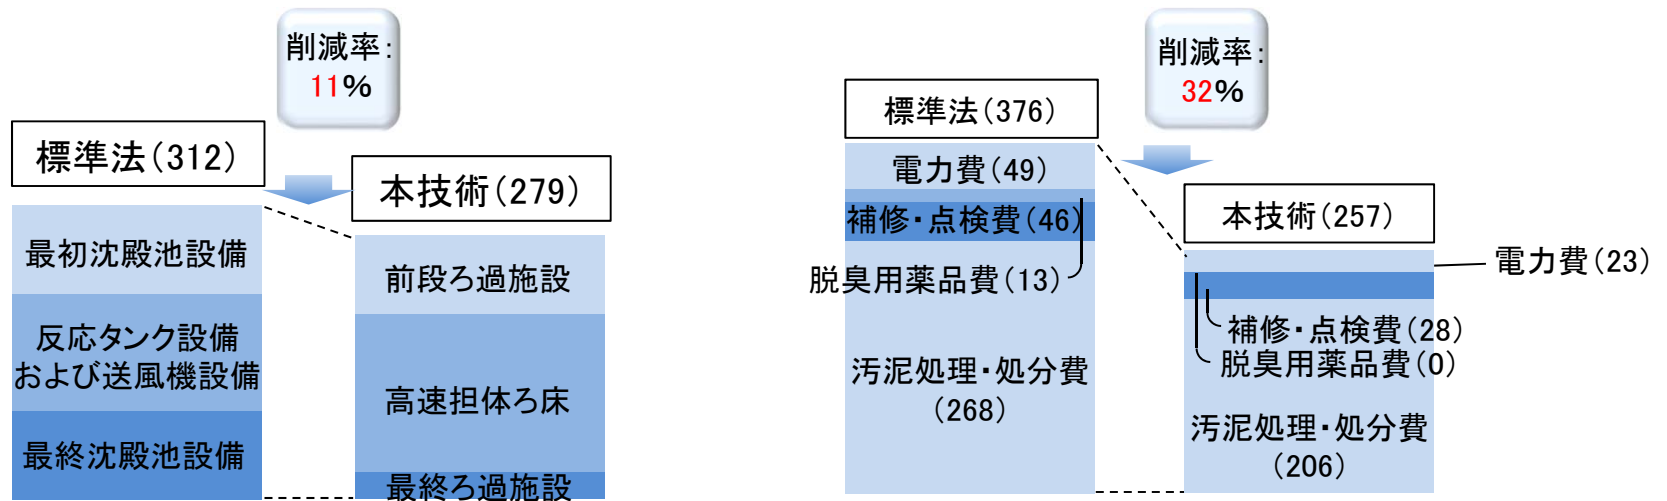 削減率：
11%
標準法(312)
本技術(279)
最初沈殿池設備
反応タンク設備
および送風機設備
最終沈殿池設備
前段ろ過施設
高速担体ろ床
最終ろ過施設
削減率：
32%
標準法(376)
電力費(49)
補修・点検費(46)
脱臭用薬品費(13)
汚泥処理・処分費
(268)
本技術(257)
電力費(23)
補修・点検費(28)
脱臭用薬品費(0)
汚泥処理・処分費
(206)